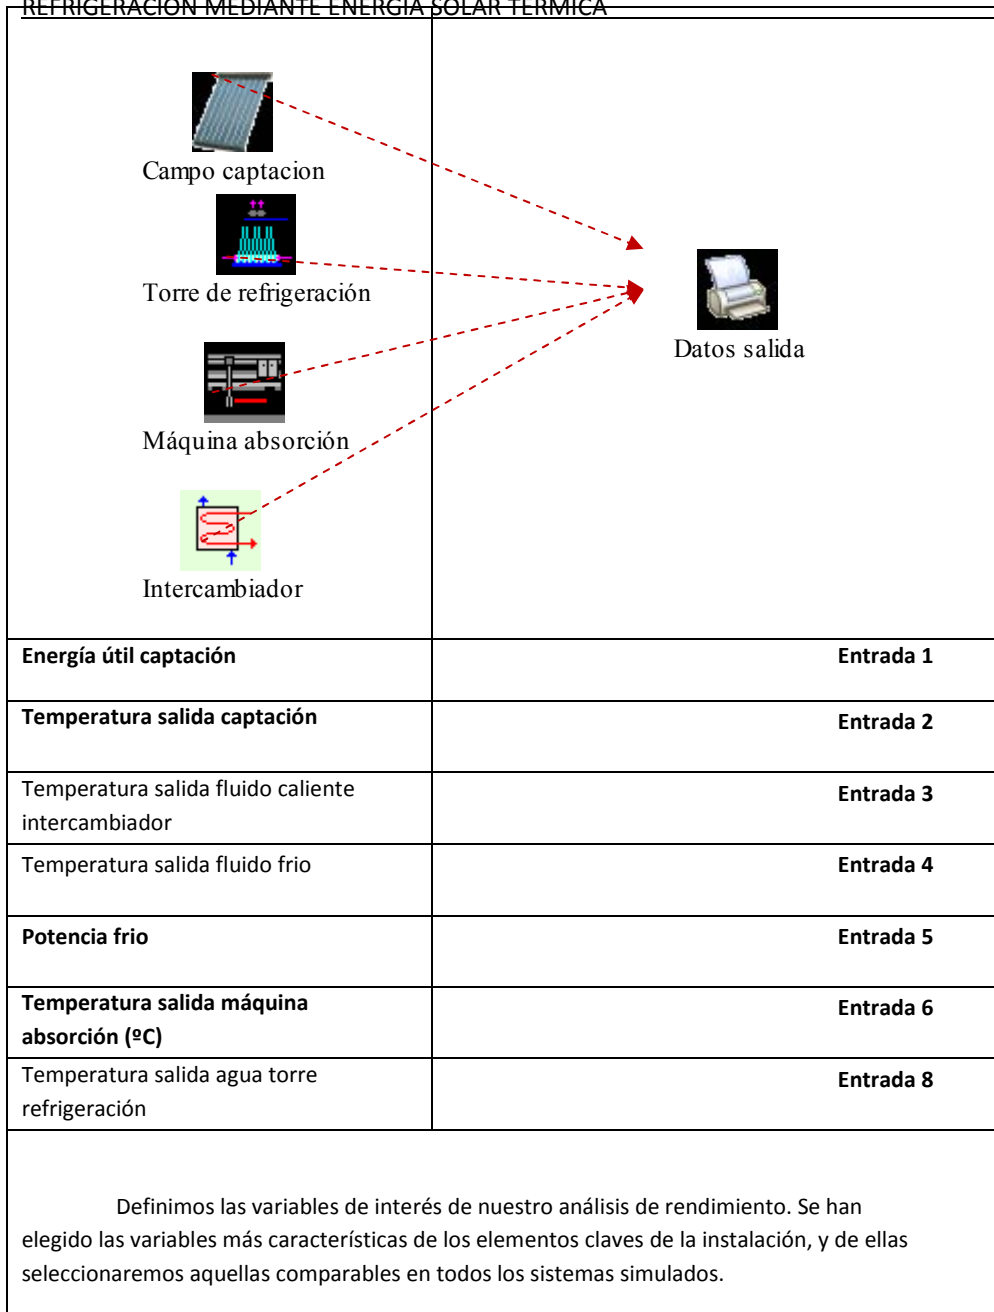 REFRIGERACIÓN MEDIANTE ENERGÍA SOLAR TÉRMICA
Campo captacion
Torre de refrigeración
Datos salida
Máquina absorción
Intercambiador
Energía útil captación Entrada 1
Temperatura salida captación Entrada 2
Temperatura salida fluido caliente
intercambiador Entrada 3
Temperatura salida fluido frio Entrada 4
Potencia frio Entrada 5
Temperatura salida máquina
absorción (ºC) Entrada 6
Temperatura salida agua torre
refrigeración Entrada 8
Definimos las variables de interés de nuestro análisis de rendimiento. Se han
elegido las variables más características de los elementos claves de la instalación, y de ellas
seleccionaremos aquellas comparables en todos los sistemas simulados.